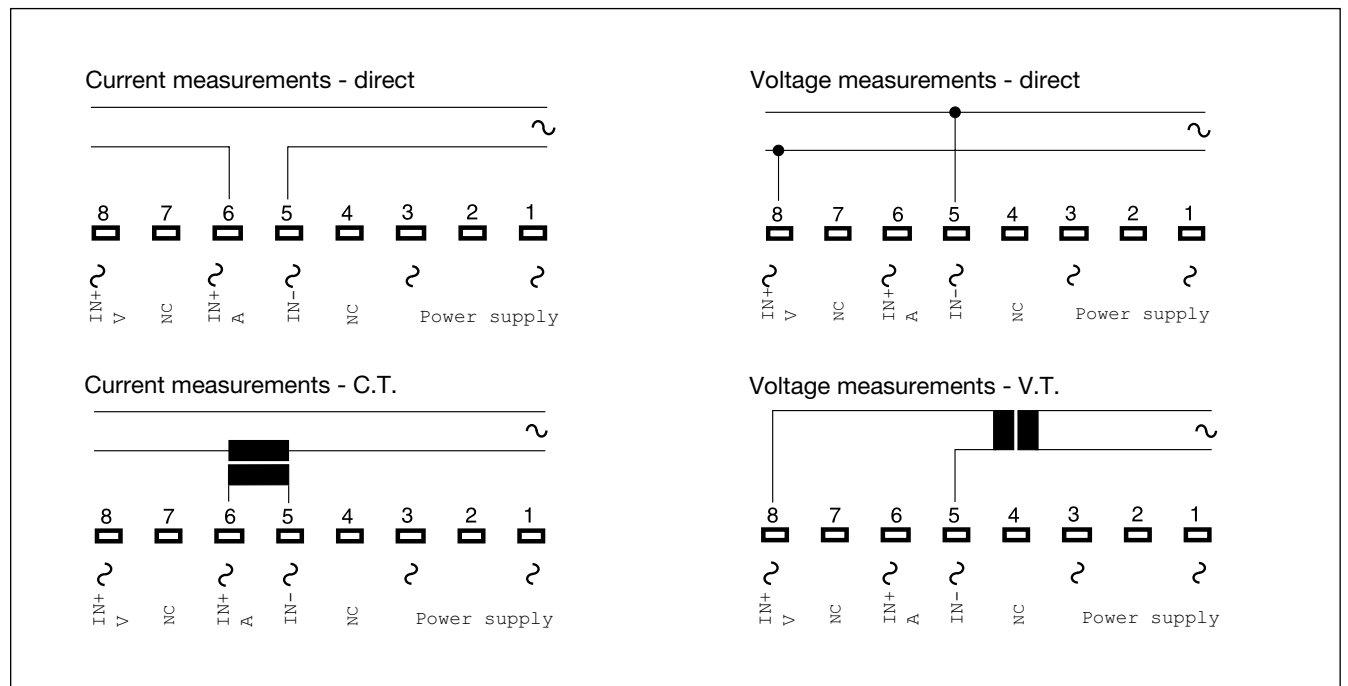 Current measurements - direct
8 7 6 5 4 3 2 1
IN+ V NC IN+ A IN- NC Power supply
Voltage measurements - direct
8 7 6 5 4 3 2 1
IN+ V NC IN+ A IN- NC Power supply
Current measurements - C.T.
8 7 6 5 4 3 2 1
IN+ V NC IN+ A IN- NC Power supply
Voltage measurements - V.T.
8 7 6 5 4 3 2 1
IN+ V NC IN+ A IN- NC Power supply